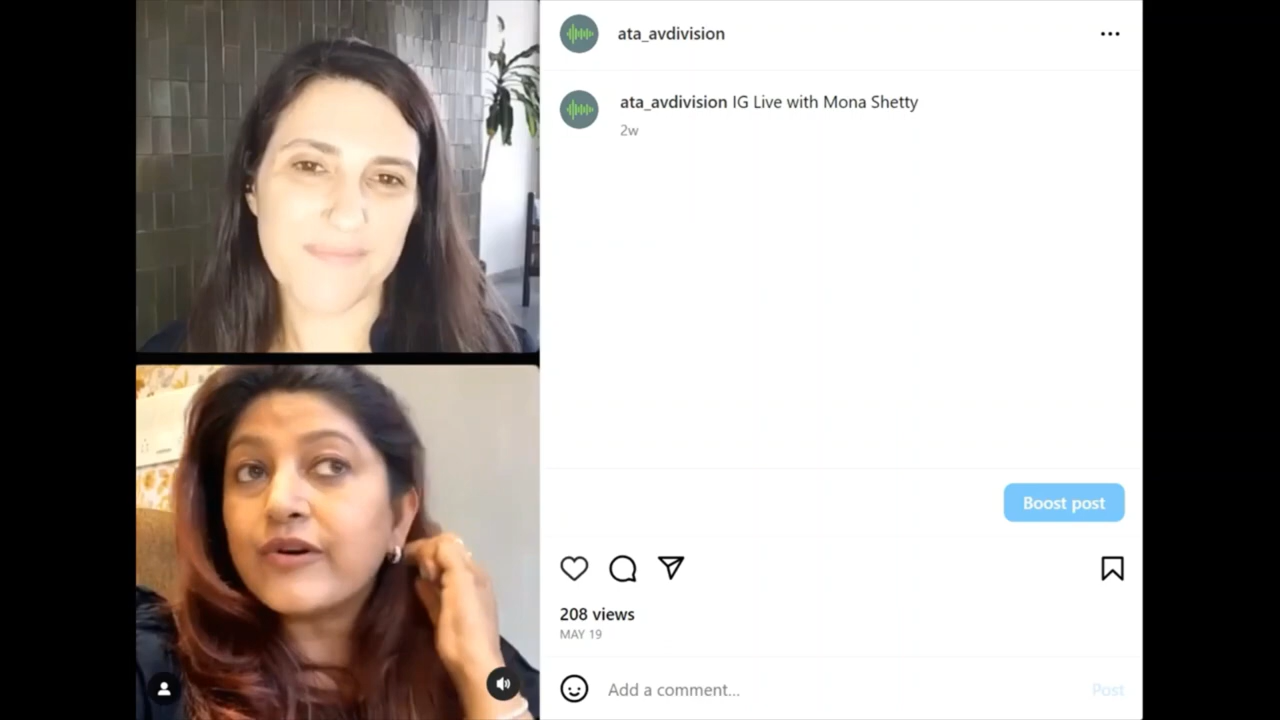 ata_avdivision
ata_avdivision IG Live with Mona Shetty
2w
Boost post
208 views
MAY 19
Add a comment...
Post